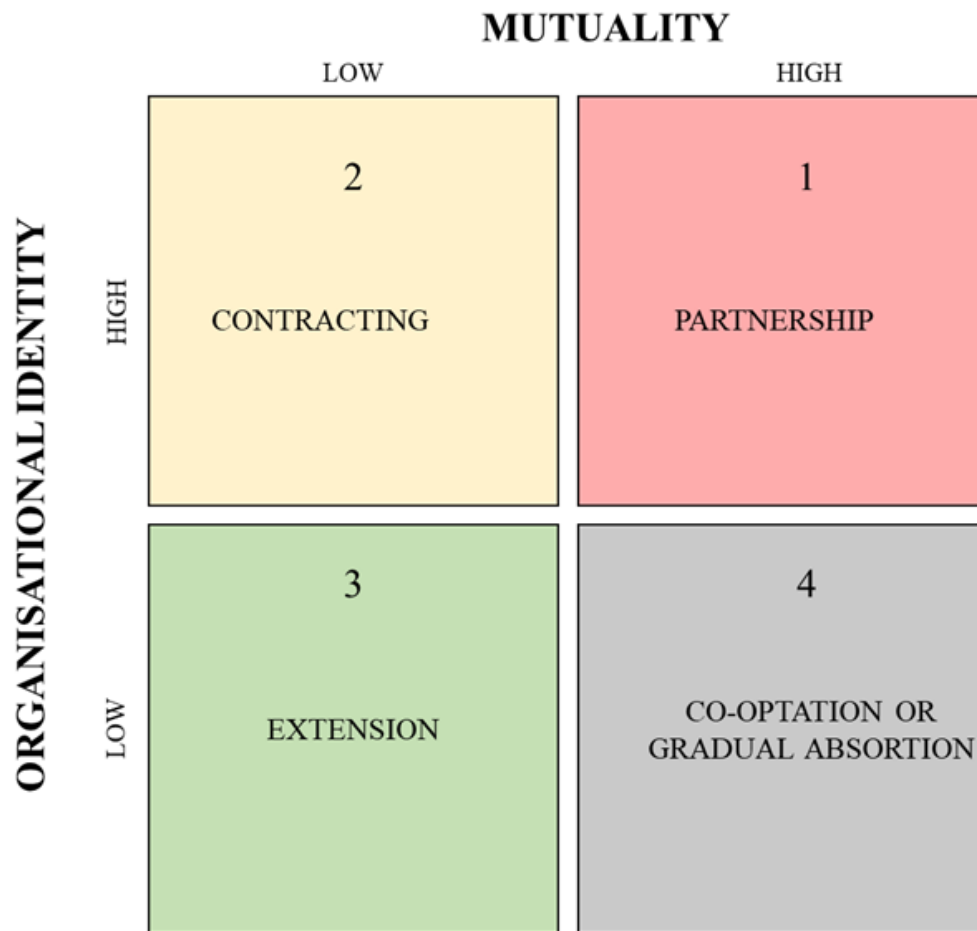 MUTUALITY
LOW
HIGH
ORGANISATIONAL IDENTITY
HIGH
2
CONTRACTING
1
PARTNERSHIP
LOW
3
EXTENSION
4
CO-OPTATION OR
GRADUAL ABSORTION